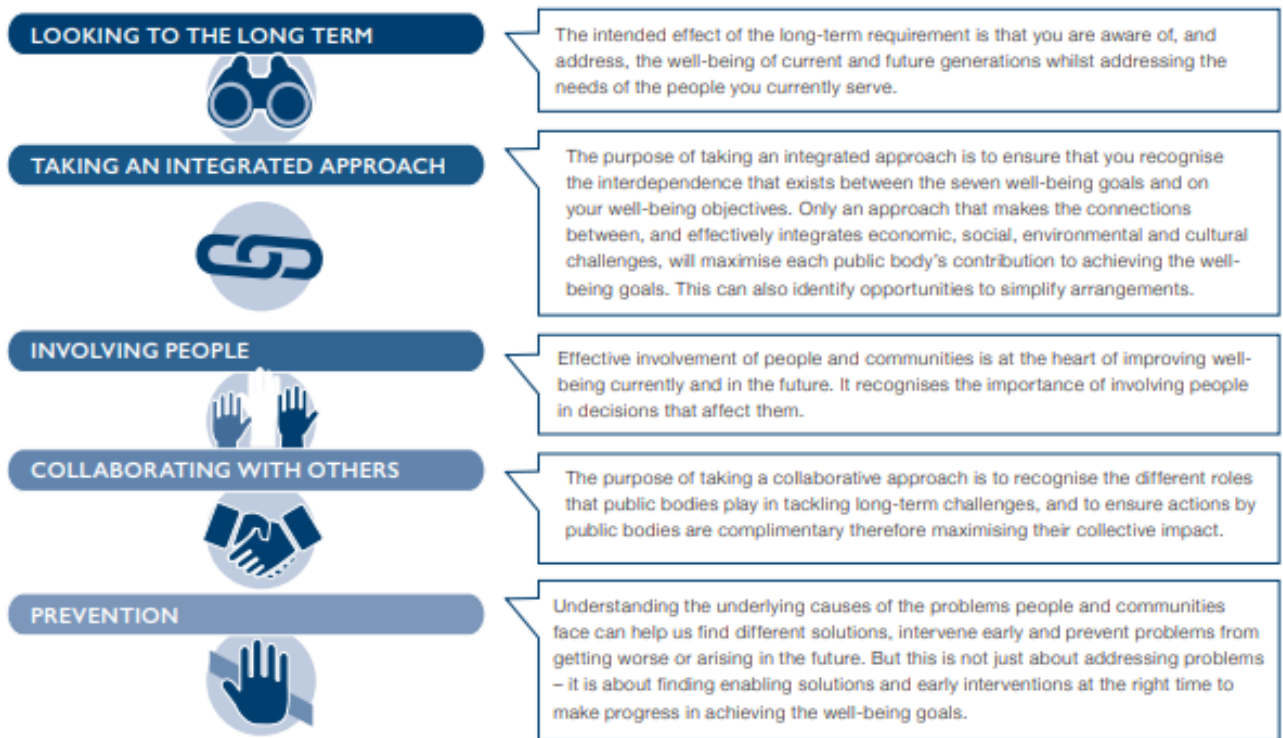 LOOKING TO THE LONG TERM
The intended effect of the long-term requirement is that you are aware of, and
address, the well-being of current and future generations whilst addressing the
needs of the people you currently serve.
TAKING AN INTEGRATED APPROACH
The purpose of taking an integrated approach is to ensure that you recognise
the interdependence that exists between the seven well-being goals and on
your well-being objectives. Only an approach that makes the connections
between, and effectively integrates economic, social, environmental and cultural
challenges, will maximise each public body's contribution to achieving the well-
being goals. This can also identify opportunities to simplify arrangements.
INVOLVING PEOPLE
Effective involvement of people and communities is at the heart of improving well-
being currently and in the future. It recognises the importance of involving people
in decisions that affect them.
COLLABORATING WITH OTHERS
The purpose of taking a collaborative approach is to recognise the different roles
that public bodies play in tackling long-term challenges, and to ensure actions by
public bodies are complimentary therefore maximising their collective impact.
PREVENTION
Understanding the underlying causes of the problems people and communities
face can help us find different solutions, intervene early and prevent problems from
getting worse or arising in the future. But this is not just about addressing problems
– it is about finding enabling solutions and early interventions at the right time to
make progress in achieving the well-being goals.